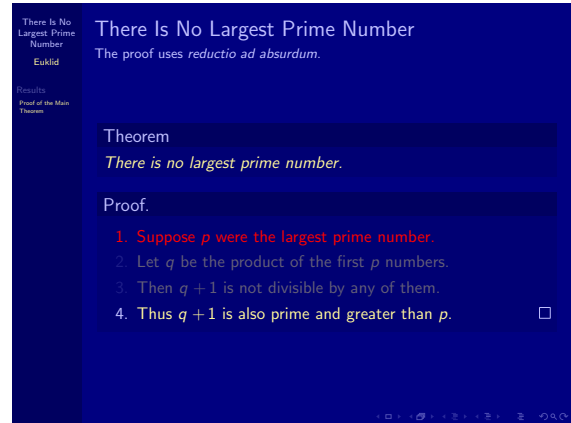 There Is No
Largest Prime
Number
Euklid
Results
Proof of the Main
Theorem
There Is No Largest Prime Number
The proof uses reductio ad absurdum.
Theorem
There is no largest prime number.
Proof.
1. Suppose p were the largest prime number.
2. Let q be the product of the first p numbers.
3. Then q + 1 is not divisible by any of them.
4. Thus q + 1 is also prime and greater than p. □